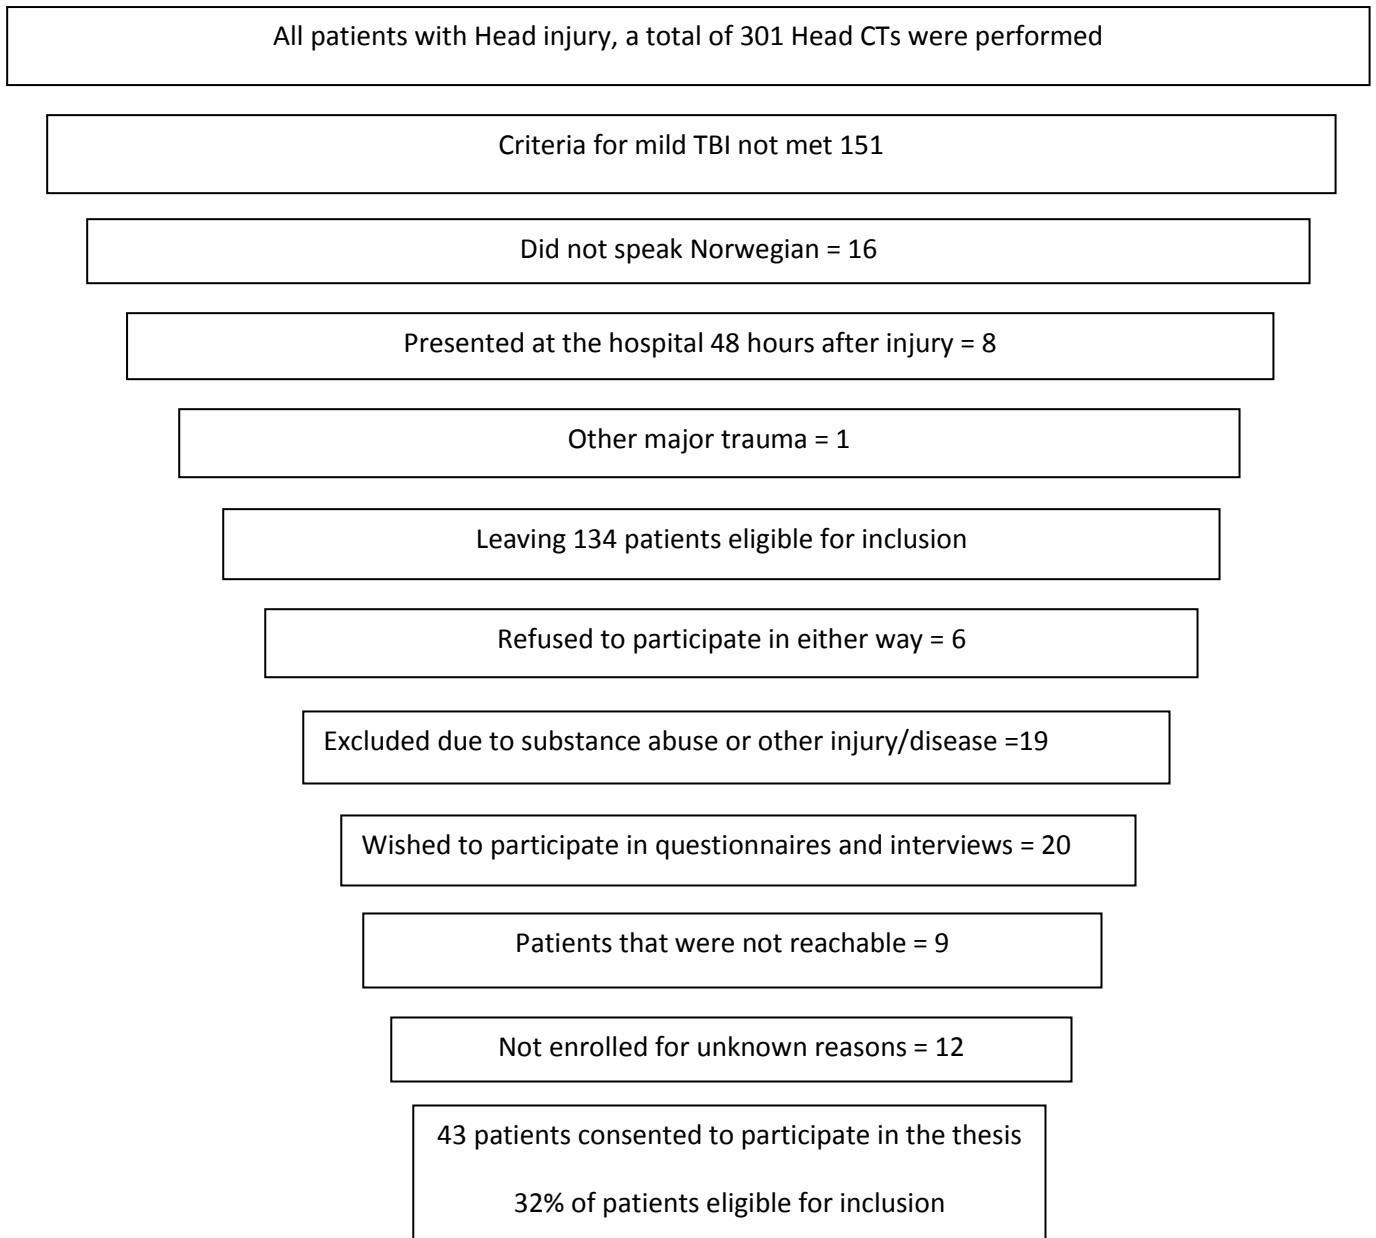 All patients with Head injury, a total of 301 Head CTs were performed
Criteria for mild TBI not met 151
Did not speak Norwegian = 16
Presented at the hospital 48 hours after injury = 8
Other major trauma = 1
Leaving 134 patients eligible for inclusion
Refused to participate in either way = 6
Excluded due to substance abuse or other injury/disease =19
Wished to participate in questionnaires and interviews = 20
Patients that were not reachable = 9
Not enrolled for unknown reasons = 12
43 patients consented to participate in the thesis
32% of patients eligible for inclusion